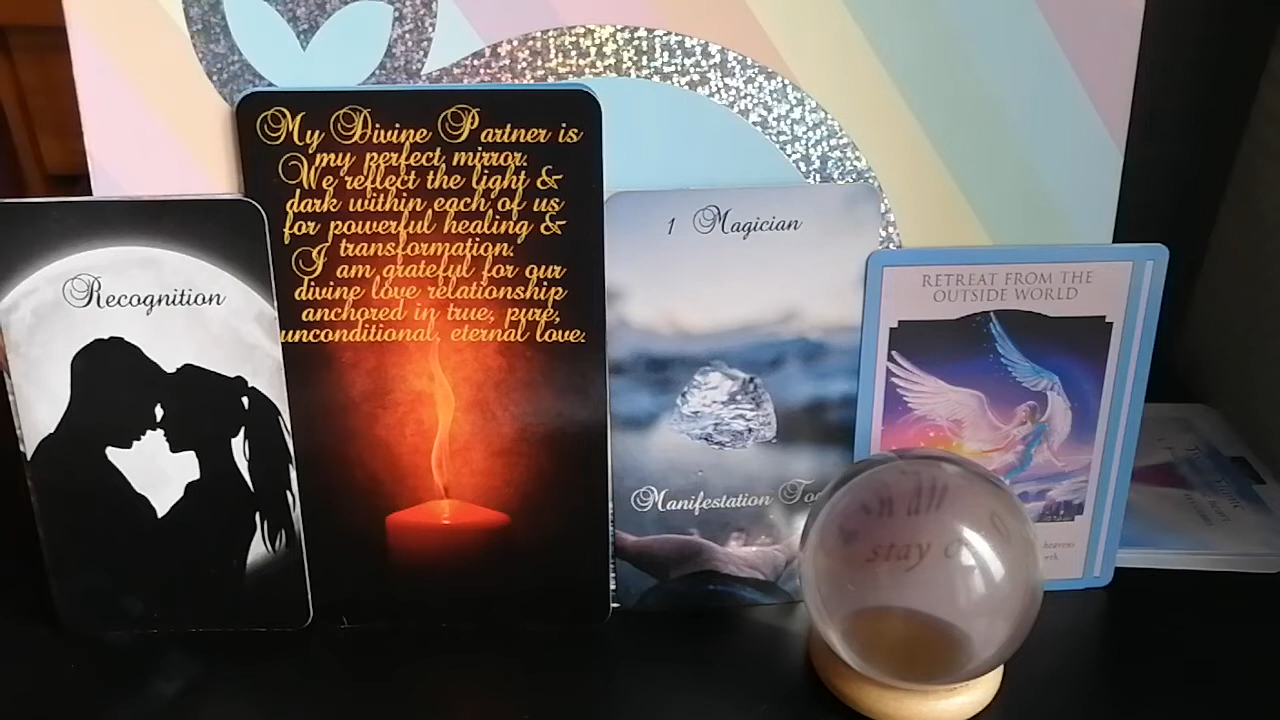 Recognition
My Divine Partner is
my perfect mirror.
We reflect the light &
dark within each of us
for powerful healing &
transformation.
I am grateful for our
divine love relationship
anchored in true, pure,
unconditional, eternal love.
1 Magician
Manifestation
RETREAT FROM THE
OUTSIDE WORLD
heavens
stay